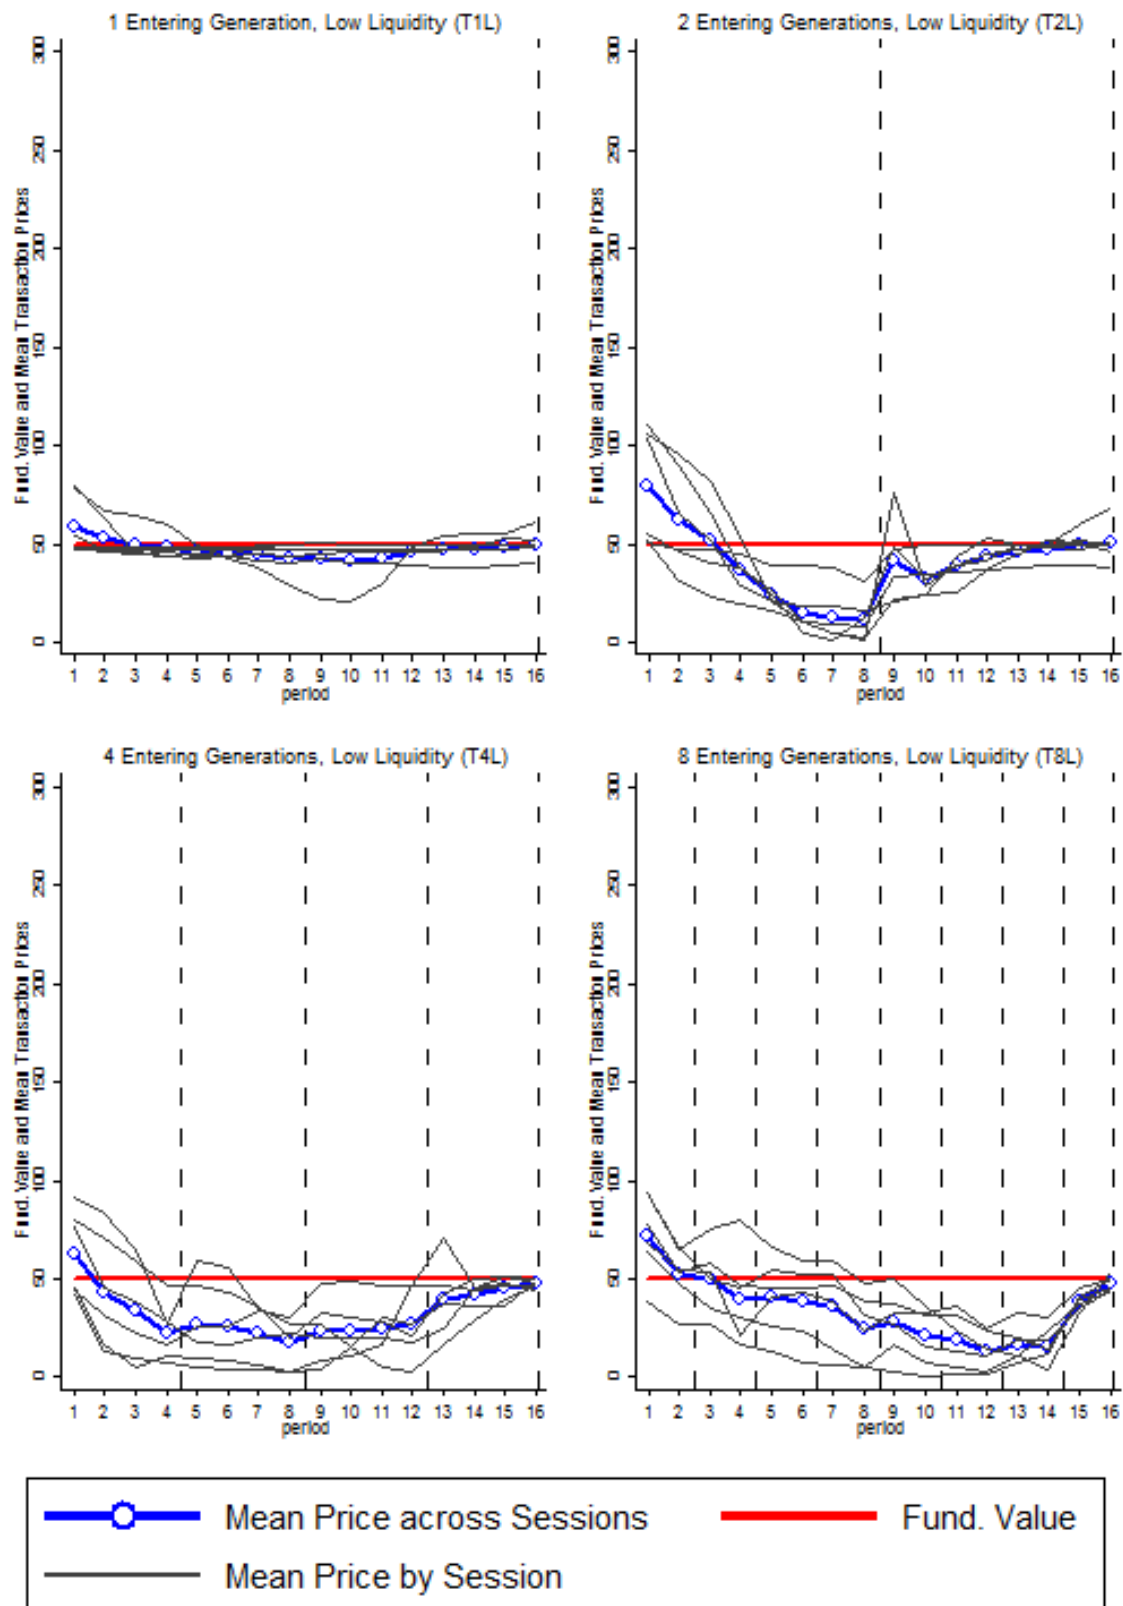 1 Entering Generation, Low Liquidity (T1L)
Fund. Value and Mean Transaction Prices
300
250
200
150
100
50
0
1 2 3 4 5 6 7 8 9 10 11 12 13 14 15 16
period
2 Entering Generations, Low Liquidity (T2L)
Fund. Value and Mean Transaction Prices
300
250
200
150
100
50
0
1 2 3 4 5 6 7 8 9 10 11 12 13 14 15 16
period
4 Entering Generations, Low Liquidity (T4L)
Fund. Value and Mean Transaction Prices
300
250
200
150
100
50
0
1 2 3 4 5 6 7 8 9 10 11 12 13 14 15 16
period
8 Entering Generations, Low Liquidity (T8L)
Fund. Value and Mean Transaction Prices
300
250
200
150
100
50
0
1 2 3 4 5 6 7 8 9 10 11 12 13 14 15 16
period
Mean Price across Sessions
Fund. Value
Mean Price by Session